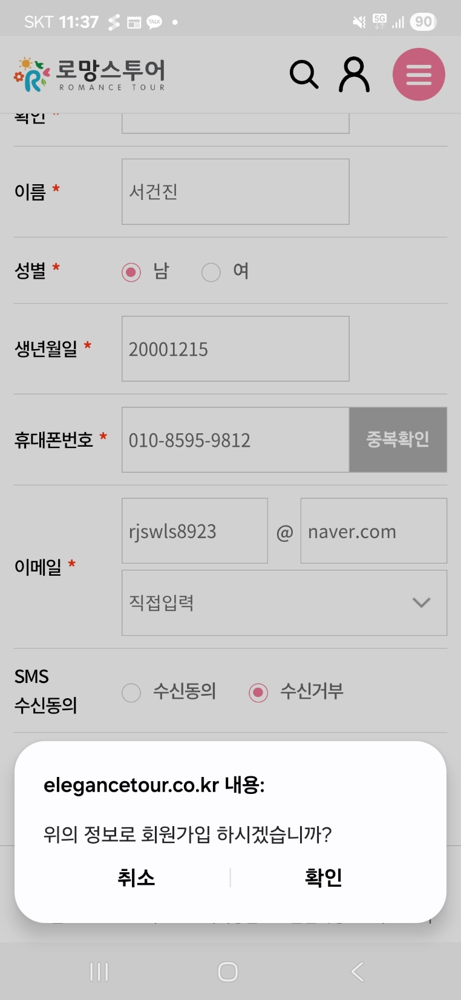 SKT 11:37 TALK 5G 90
로망스투어
ROMANCE TOUR
확인 *
이름 * 서건진
성별 * 남 여
생년월일 * 20001215
휴대폰번호 * 010-8595-9812 중복확인
이메일 * rjswls8923 @ naver.com
직접입력
SMS
수신동의 수신동의 수신거부
elegancetour.co.kr 내용:
위의 정보로 회원가입 하시겠습니까?
취소 확인